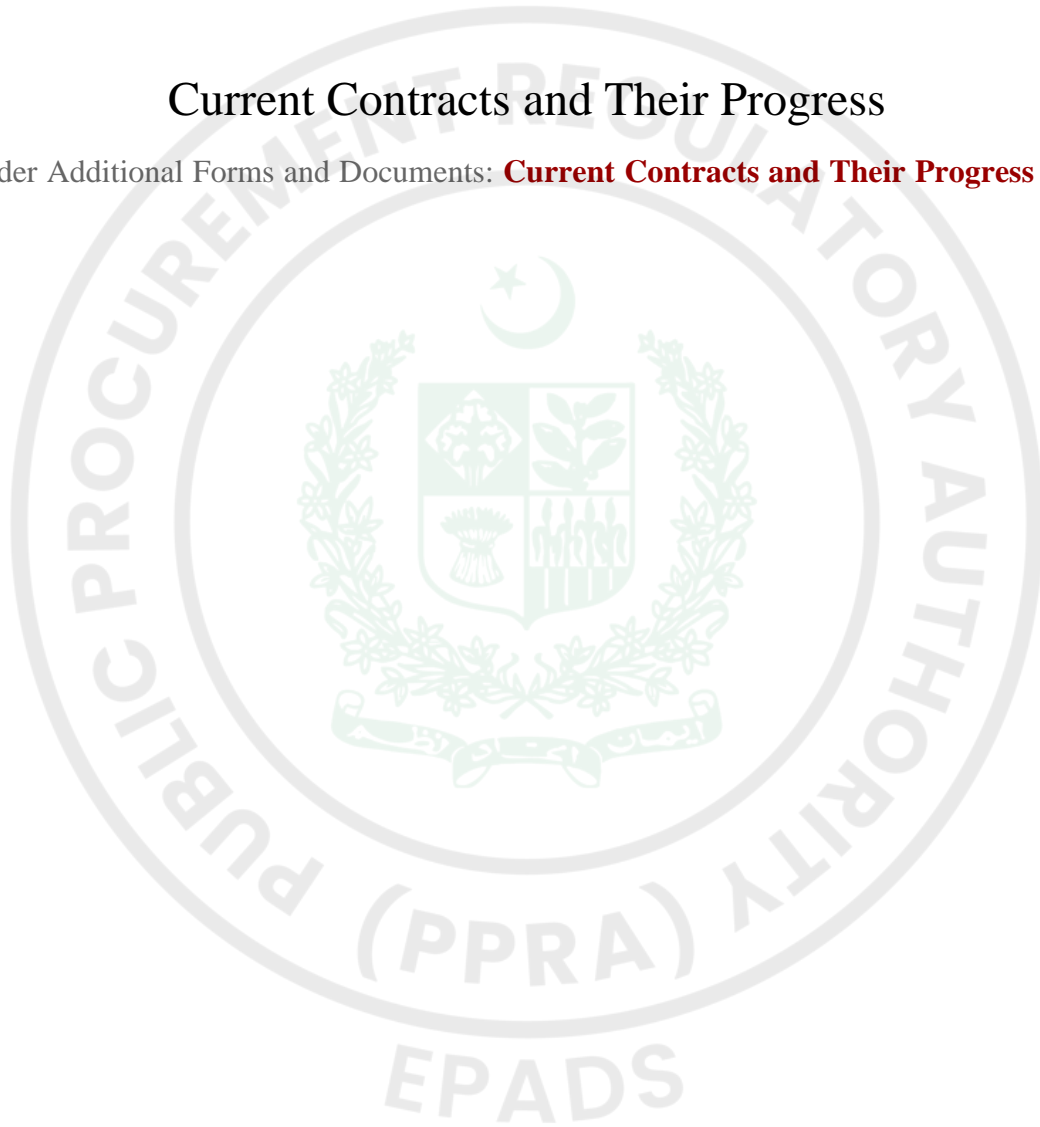 Current Contracts and Their Progress
der Additional Forms and Documents: Current Contracts and Their Progress
PUBLIC PROCUREMENT REGULATORY AUTHORITY
(PPRA)
EPADS